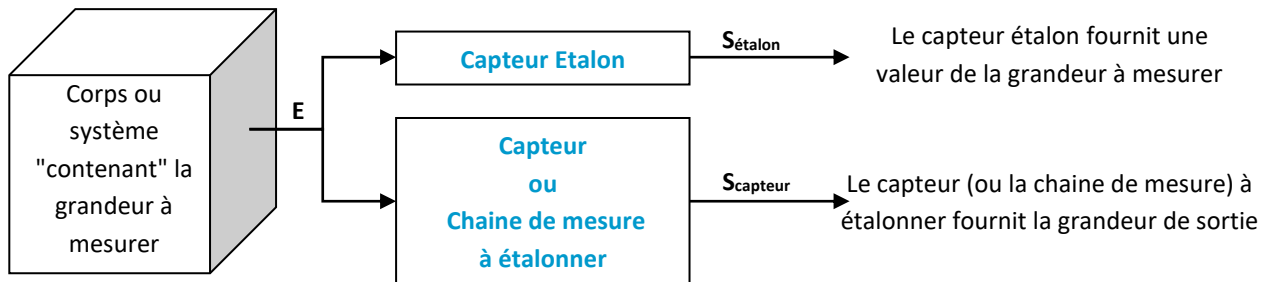 Corps ou
système
"contenant" la
grandeur à
mesurer
E
Capteur Etalon
Sétalon
Le capteur étalon fournit une
valeur de la grandeur à mesurer
Capteur
ou
Chaine de mesure
à étalonner
Scapteur
Le capteur (ou la chaine de mesure) à
étalonner fournit la grandeur de sortie